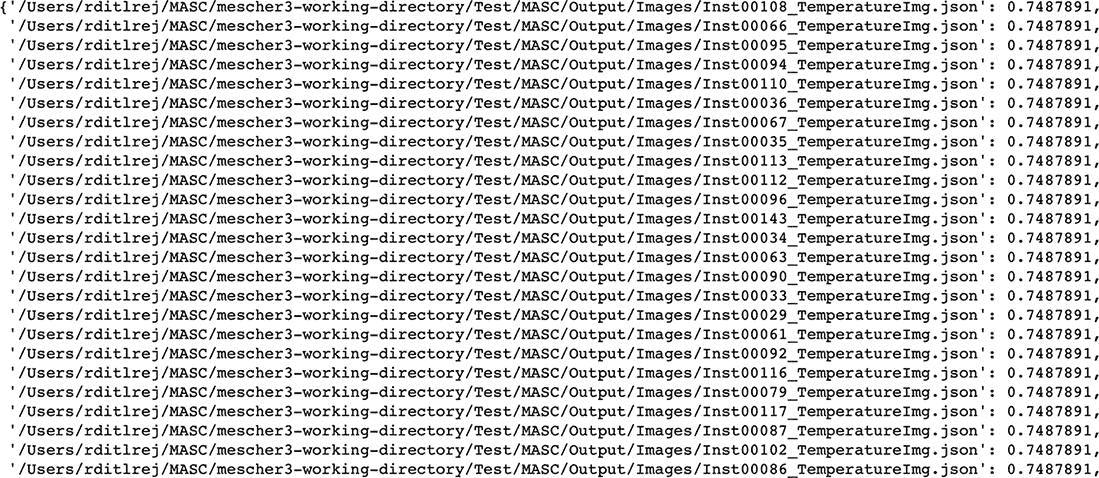 {'/Users/rditlrej/MASC/mescher3-working-directory/Test/MASC/Output/Images/Inst00108_TemperatureImg.json': 0.7487891,
'/Users/rditlrej/MASC/mescher3-working-directory/Test/MASC/Output/Images/Inst00066_TemperatureImg.json': 0.7487891,
'/Users/rditlrej/MASC/mescher3-working-directory/Test/MASC/Output/Images/Inst00095_TemperatureImg.json': 0.7487891,
'/Users/rditlrej/MASC/mescher3-working-directory/Test/MASC/Output/Images/Inst00094_TemperatureImg.json': 0.7487891,
'/Users/rditlrej/MASC/mescher3-working-directory/Test/MASC/Output/Images/Inst00110_TemperatureImg.json': 0.7487891,
'/Users/rditlrej/MASC/mescher3-working-directory/Test/MASC/Output/Images/Inst00036_TemperatureImg.json': 0.7487891,
'/Users/rditlrej/MASC/mescher3-working-directory/Test/MASC/Output/Images/Inst00067_TemperatureImg.json': 0.7487891,
'/Users/rditlrej/MASC/mescher3-working-directory/Test/MASC/Output/Images/Inst00035_TemperatureImg.json': 0.7487891,
'/Users/rditlrej/MASC/mescher3-working-directory/Test/MASC/Output/Images/Inst00113_TemperatureImg.json': 0.7487891,
'/Users/rditlrej/MASC/mescher3-working-directory/Test/MASC/Output/Images/Inst00112_TemperatureImg.json': 0.7487891,
'/Users/rditlrej/MASC/mescher3-working-directory/Test/MASC/Output/Images/Inst00096_TemperatureImg.json': 0.7487891,
'/Users/rditlrej/MASC/mescher3-working-directory/Test/MASC/Output/Images/Inst00143_TemperatureImg.json': 0.7487891,
'/Users/rditlrej/MASC/mescher3-working-directory/Test/MASC/Output/Images/Inst00034_TemperatureImg.json': 0.7487891,
'/Users/rditlrej/MASC/mescher3-working-directory/Test/MASC/Output/Images/Inst00063_TemperatureImg.json': 0.7487891,
'/Users/rditlrej/MASC/mescher3-working-directory/Test/MASC/Output/Images/Inst00090_TemperatureImg.json': 0.7487891,
'/Users/rditlrej/MASC/mescher3-working-directory/Test/MASC/Output/Images/Inst00033_TemperatureImg.json': 0.7487891,
'/Users/rditlrej/MASC/mescher3-working-directory/Test/MASC/Output/Images/Inst00029_TemperatureImg.json': 0.7487891,
'/Users/rditlrej/MASC/mescher3-working-directory/Test/MASC/Output/Images/Inst00061_TemperatureImg.json': 0.7487891,
'/Users/rditlrej/MASC/mescher3-working-directory/Test/MASC/Output/Images/Inst00092_TemperatureImg.json': 0.7487891,
'/Users/rditlrej/MASC/mescher3-working-directory/Test/MASC/Output/Images/Inst00116_TemperatureImg.json': 0.7487891,
'/Users/rditlrej/MASC/mescher3-working-directory/Test/MASC/Output/Images/Inst00079_TemperatureImg.json': 0.7487891,
'/Users/rditlrej/MASC/mescher3-working-directory/Test/MASC/Output/Images/Inst00117_TemperatureImg.json': 0.7487891,
'/Users/rditlrej/MASC/mescher3-working-directory/Test/MASC/Output/Images/Inst00087_TemperatureImg.json': 0.7487891,
'/Users/rditlrej/MASC/mescher3-working-directory/Test/MASC/Output/Images/Inst00102_TemperatureImg.json': 0.7487891,
'/Users/rditlrej/MASC/mescher3-working-directory/Test/MASC/Output/Images/Inst00086_TemperatureImg.json': 0.7487891,